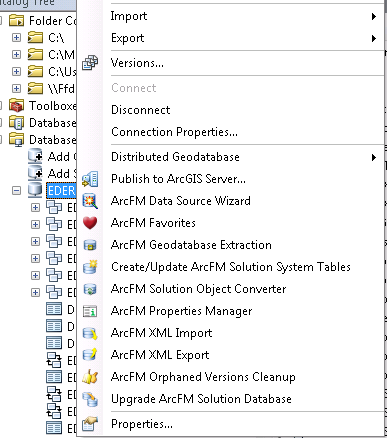 Catalog Tree
Folder Co
C:\
C:\M
C:\Us
\\Ffd
Toolboxe
Database
Database
Add
Add S
EDER
ED
ED
ED
ED
ED
ED
D
D
D
ED
ED
ED
ED
Import
Export
Versions...
Connect
Disconnect
Connection Properties...
Distributed Geodatabase
Publish to ArcGIS Server...
ArcFM Data Source Wizard
ArcFM Favorites
ArcFM Geodatabase Extraction
Create/Update ArcFM Solution System Tables
ArcFM Solution Object Converter
ArcFM Properties Manager
ArcFM XML Import
ArcFM XML Export
ArcFM Orphaned Versions Cleanup
Upgrade ArcFM Solution Database
Properties...